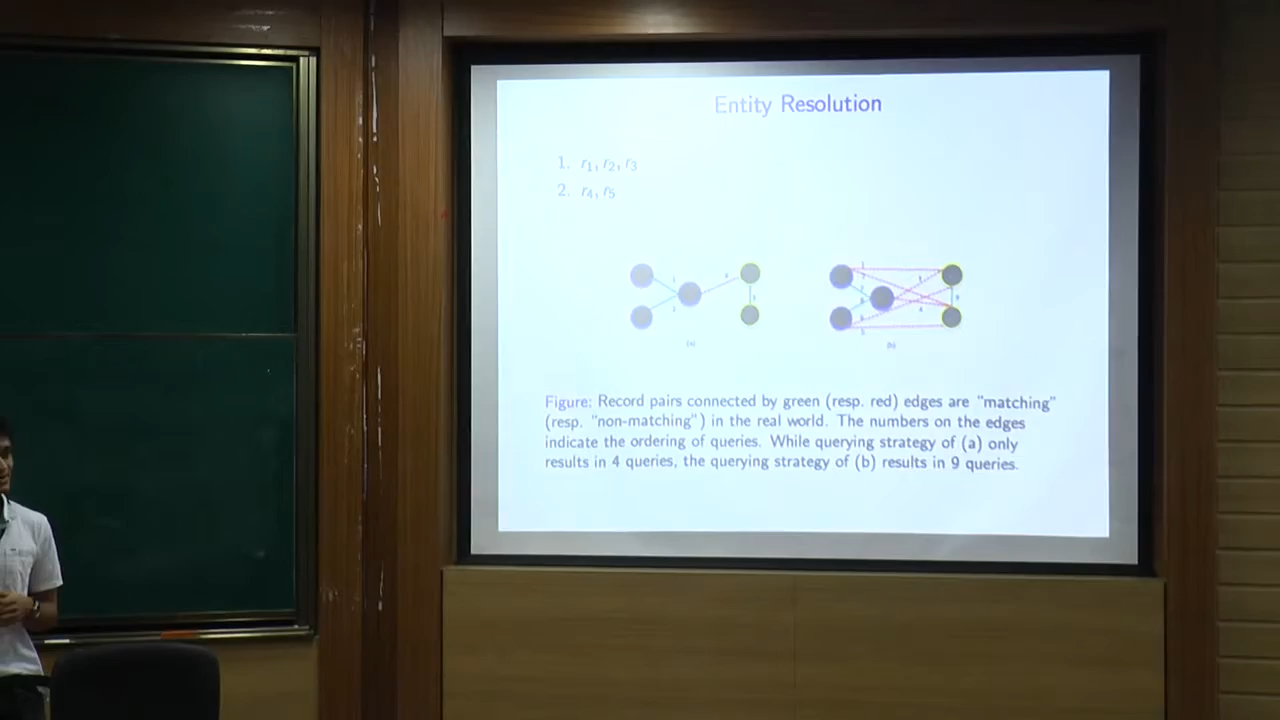 Entity Resolution
1. r₁, r₂, r₃
2. r₄, r₅
(a)
(b)
Figure: Record pairs connected by green (resp. red) edges are "matching"
(resp. "non-matching") in the real world. The numbers on the edges
indicate the ordering of queries. While querying strategy of (a) only
results in 4 queries, the querying strategy of (b) results in 9 queries.